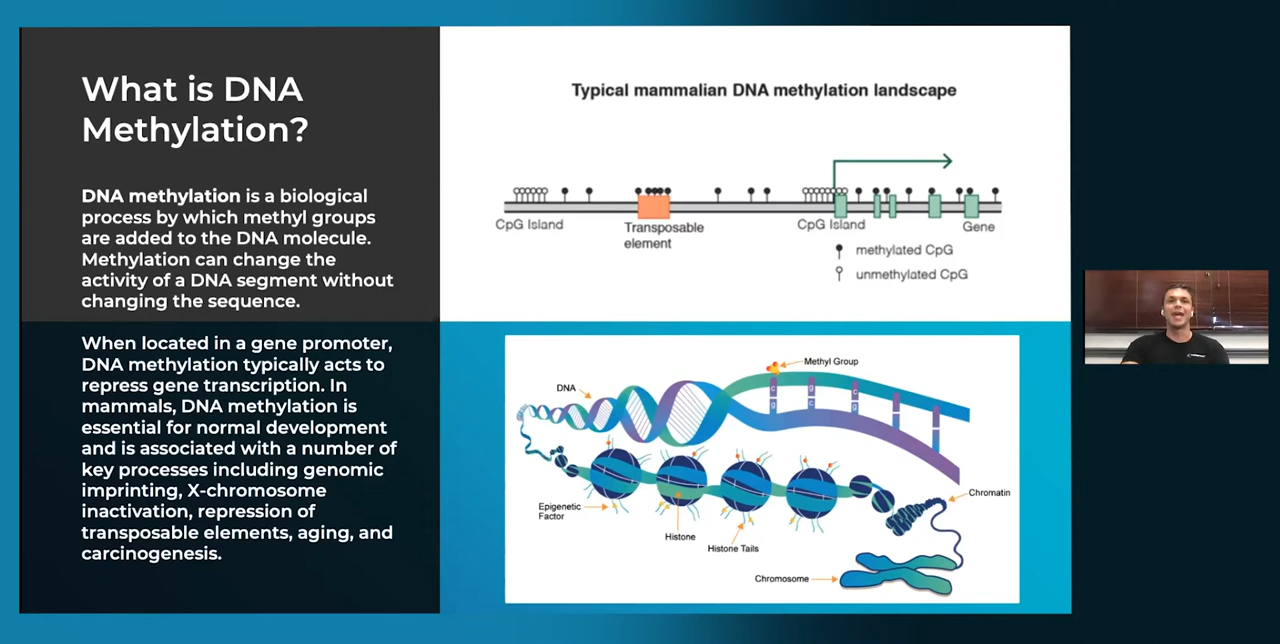 What is DNA
Methylation?
DNA methylation is a biological
process by which methyl groups
are added to the DNA molecule.
Methylation can change the
activity of a DNA segment without
changing the sequence.
When located in a gene promoter,
DNA methylation typically acts to
repress gene transcription. In
mammals, DNA methylation is
essential for normal development
and is associated with a number of
key processes including genomic
imprinting, X-chromosome
inactivation, repression of
transposable elements, aging, and
carcinogenesis.
Typical mammalian DNA methylation landscape
CpG Island
Transposable
element
CpG Island
Gene
methylated CpG
unmethylated CpG
Methyl Group
DNA
C
G
G
C
C
G
Epigenetic
Factor
Histone
Histone Tails
Chromatin
Chromosome